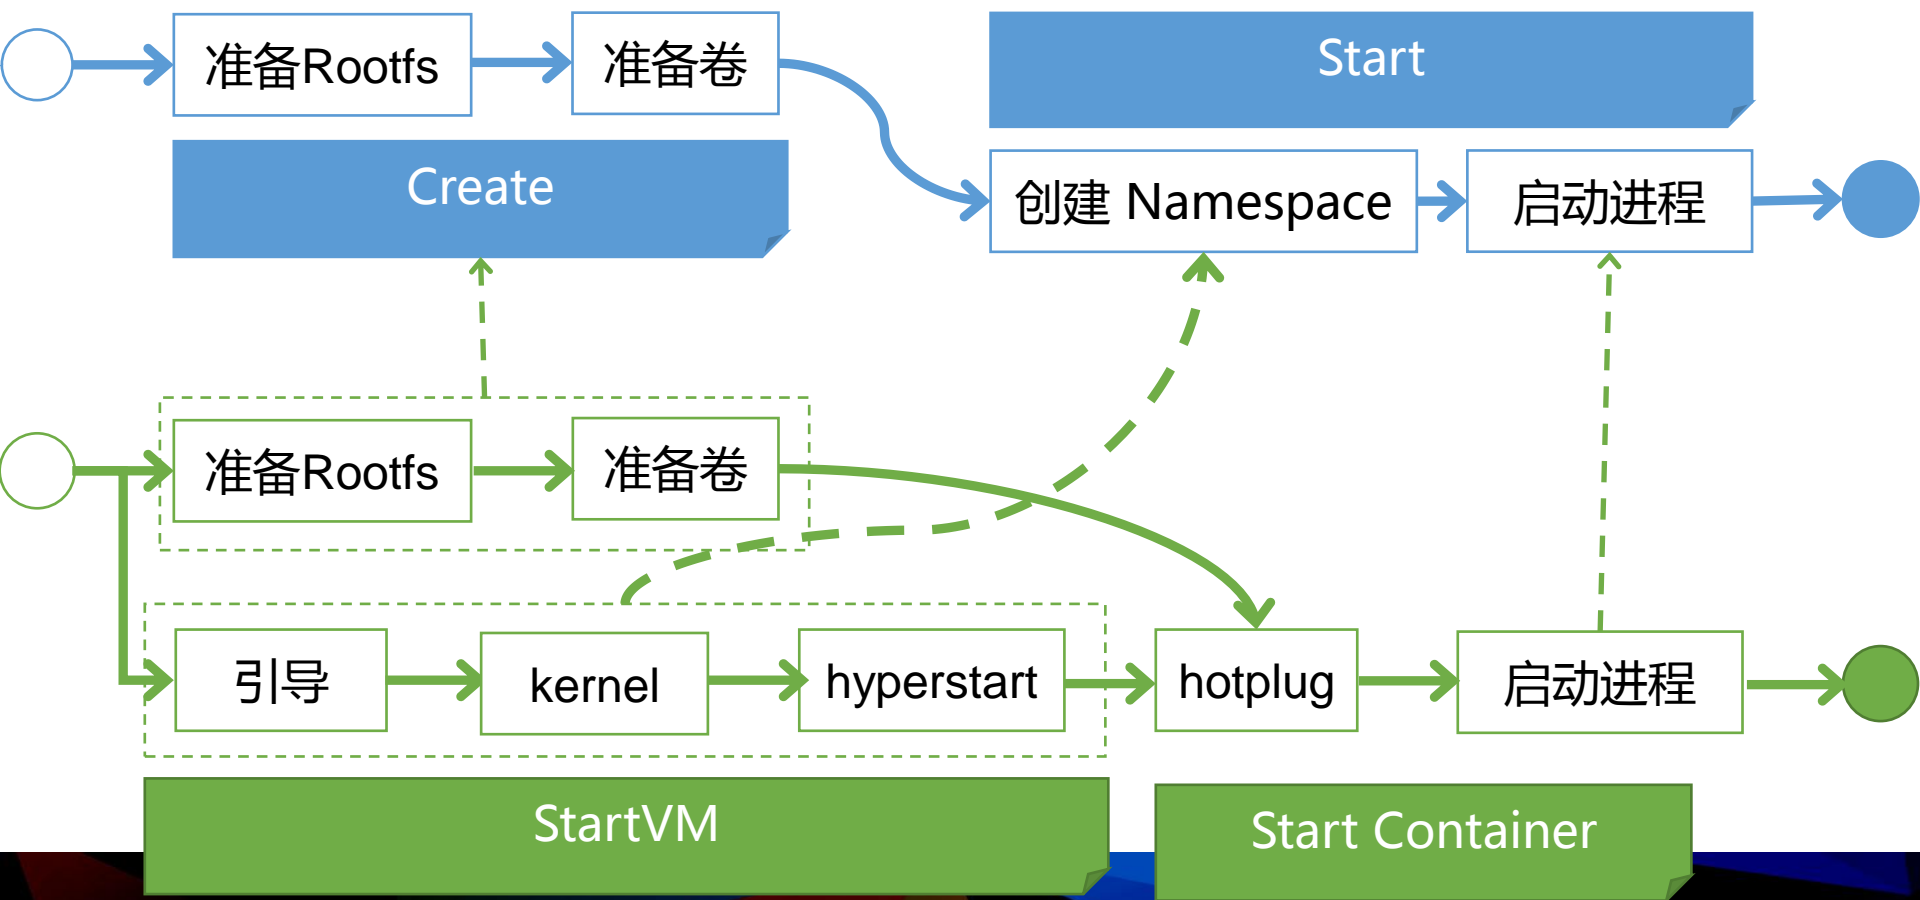 准备Rootfs
准备卷
Start
Create
创建 Namespace
启动进程
准备Rootfs
准备卷
引导
kernel
hyperstart
hotplug
启动进程
StartVM
Start Container